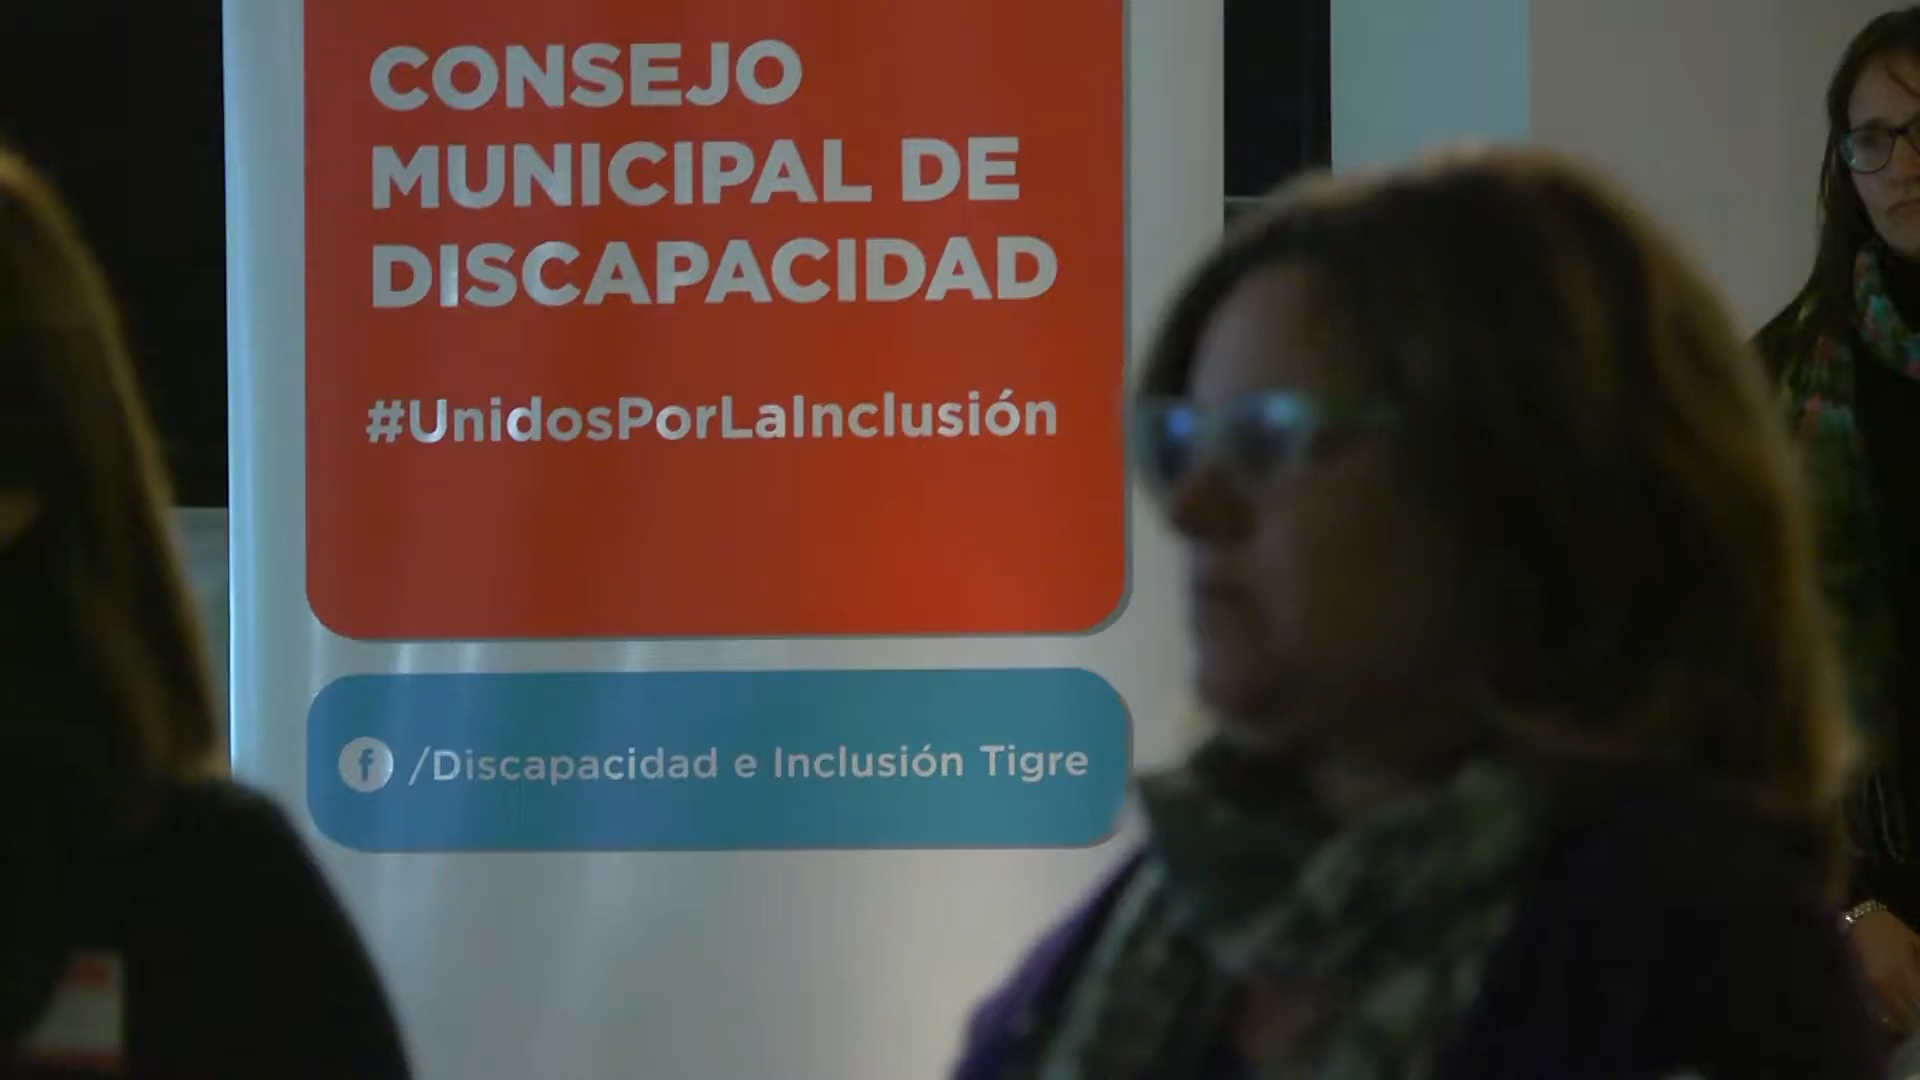 CONSEJO
MUNICIPAL DE
DISCAPACIDAD
#UnidosPorLaInclusión
f /Discapacidad e Inclusión Tigre